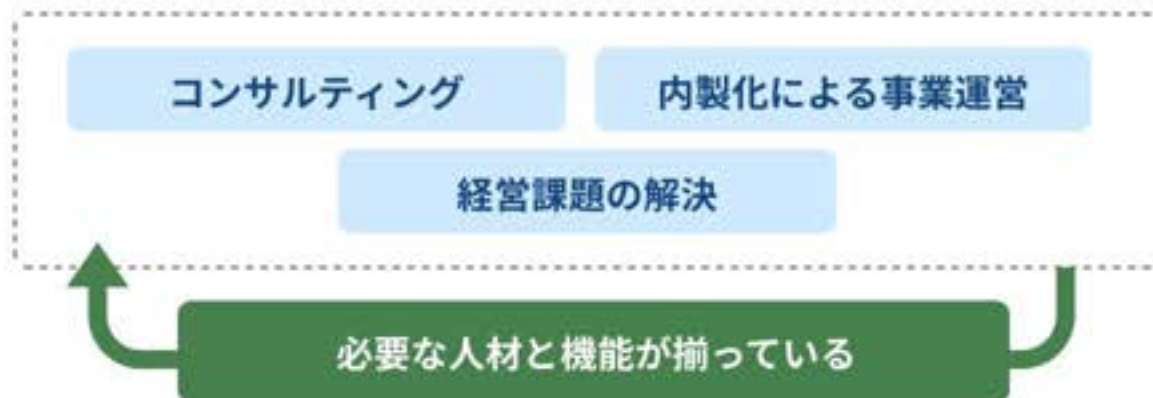 コンサルティング
内製化による事業運営
経営課題の解決
必要な人材と機能が揃っている